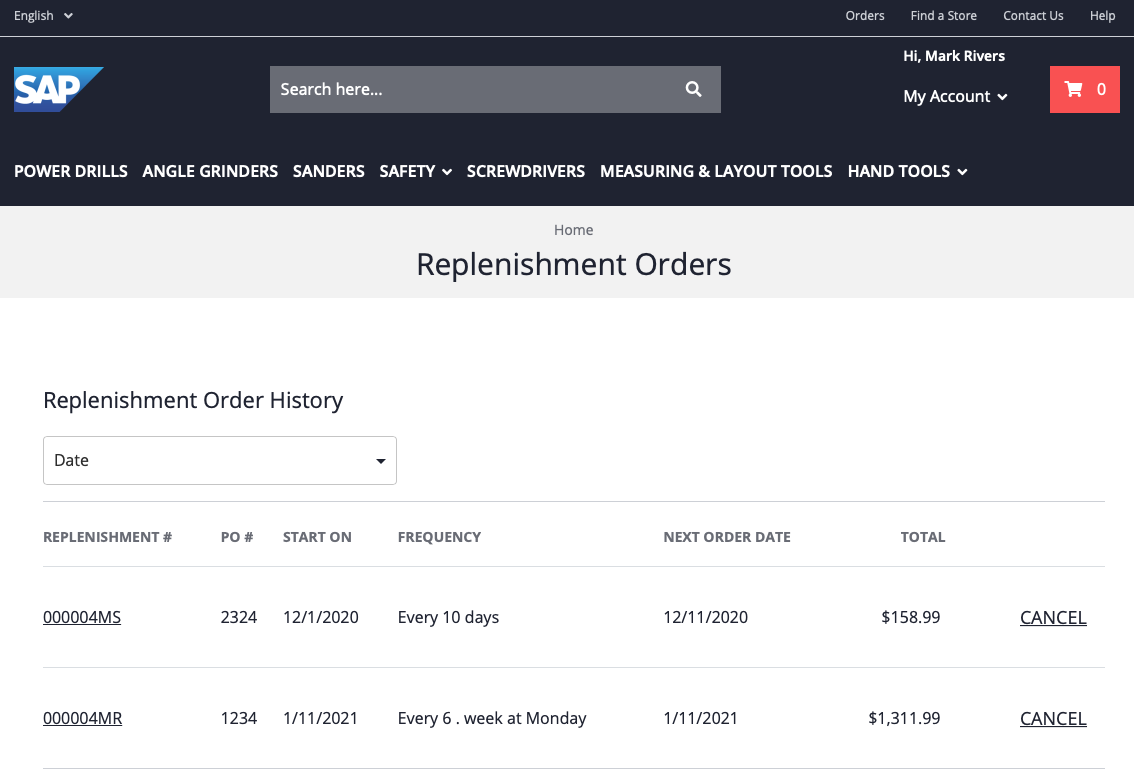 English
Orders Find a Store Contact Us Help
Hi, Mark Rivers
SAP
Search here...
My Account
0
POWER DRILLS ANGLE GRINDERS SANDERS SAFETY SCREWDRIVERS MEASURING & LAYOUT TOOLS HAND TOOLS
Home
Replenishment Orders
Replenishment Order History
Date
REPLENISHMENT # PO # START ON FREQUENCY NEXT ORDER DATE TOTAL
000004MS 2324 12/1/2020 Every 10 days 12/11/2020 $158.99 CANCEL
000004MR 1234 1/11/2021 Every 6 . week at Monday 1/11/2021 $1,311.99 CANCEL